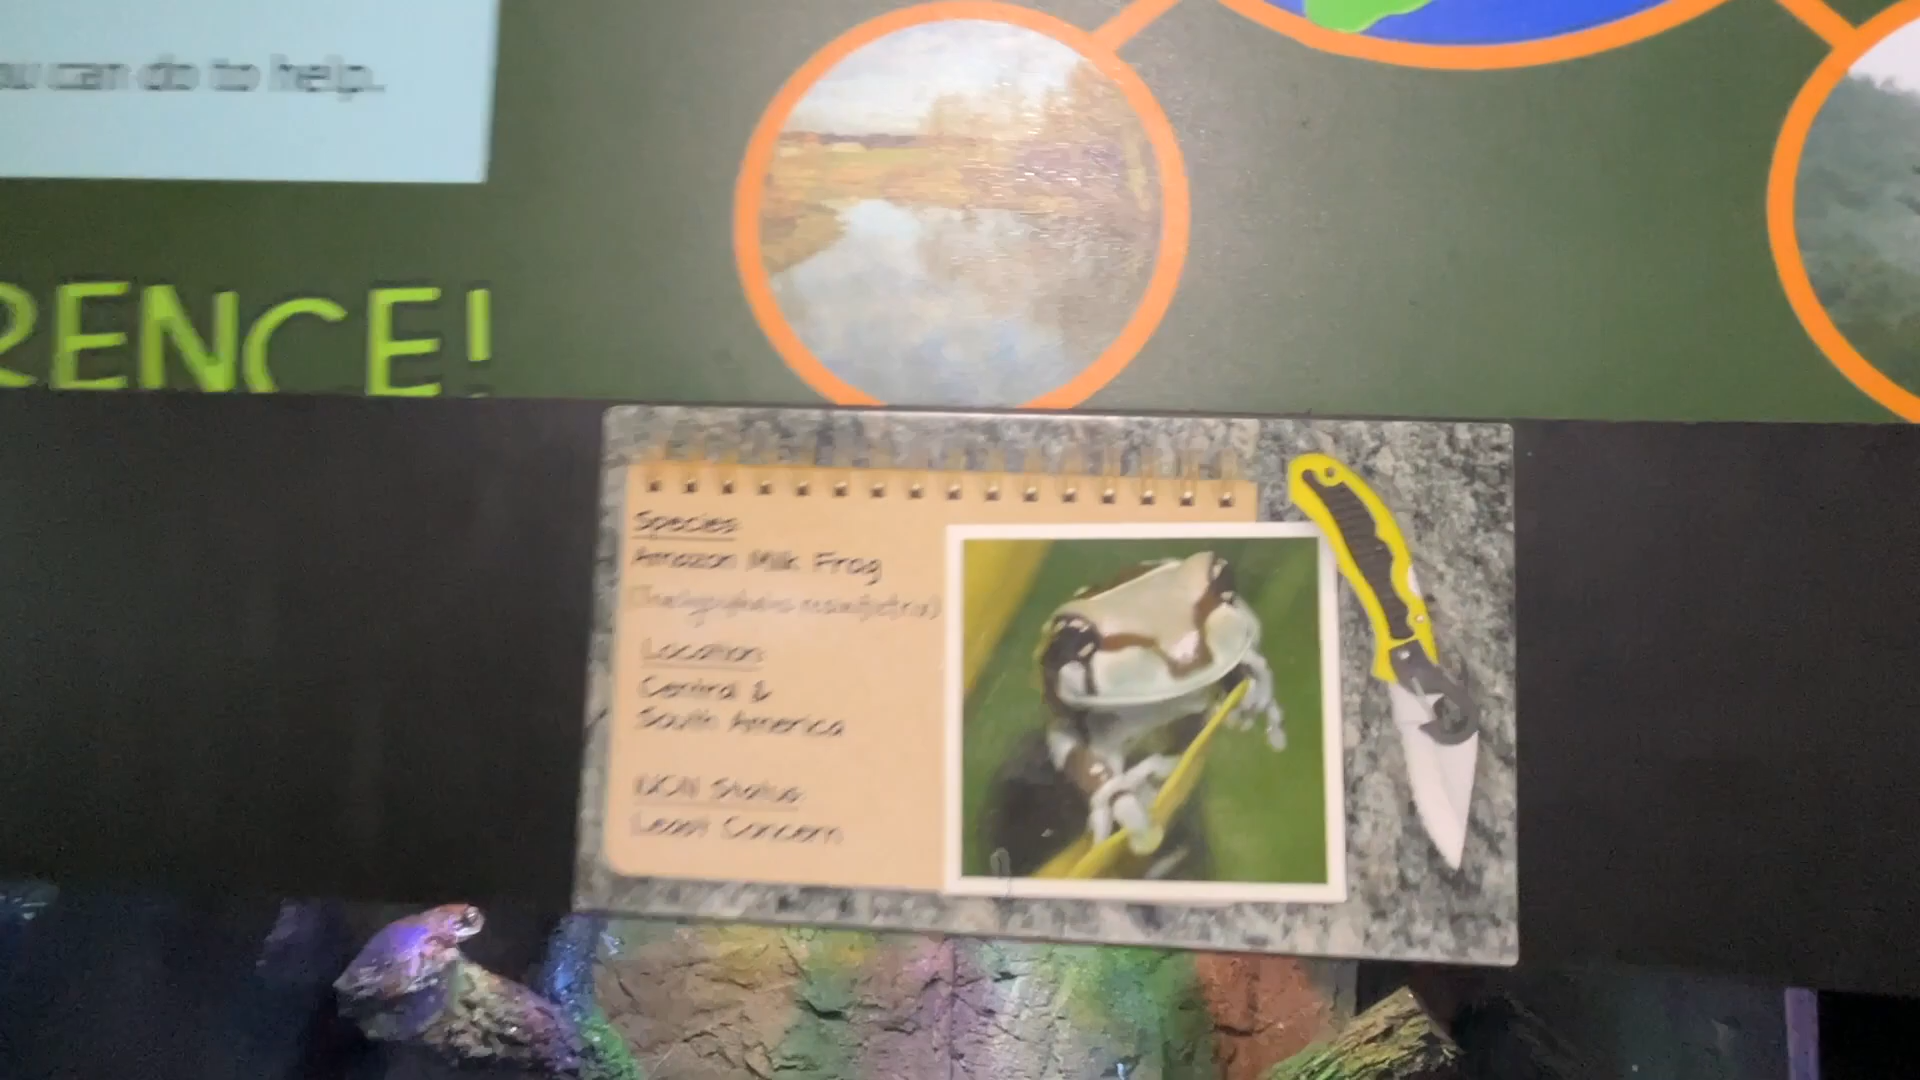 ou can do to help.
RENCE!
Species
Amazon Milk Frog
Location
Central &
South America
IUCN Status
Least Concern